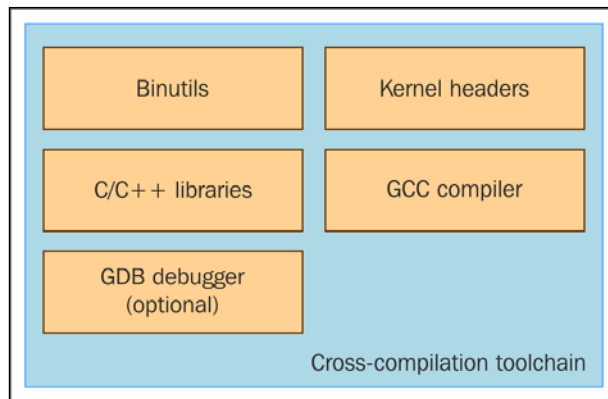 Binutils
Kernel headers
C/C++ libraries
GCC compiler
GDB debugger
(optional)
Cross-compilation toolchain